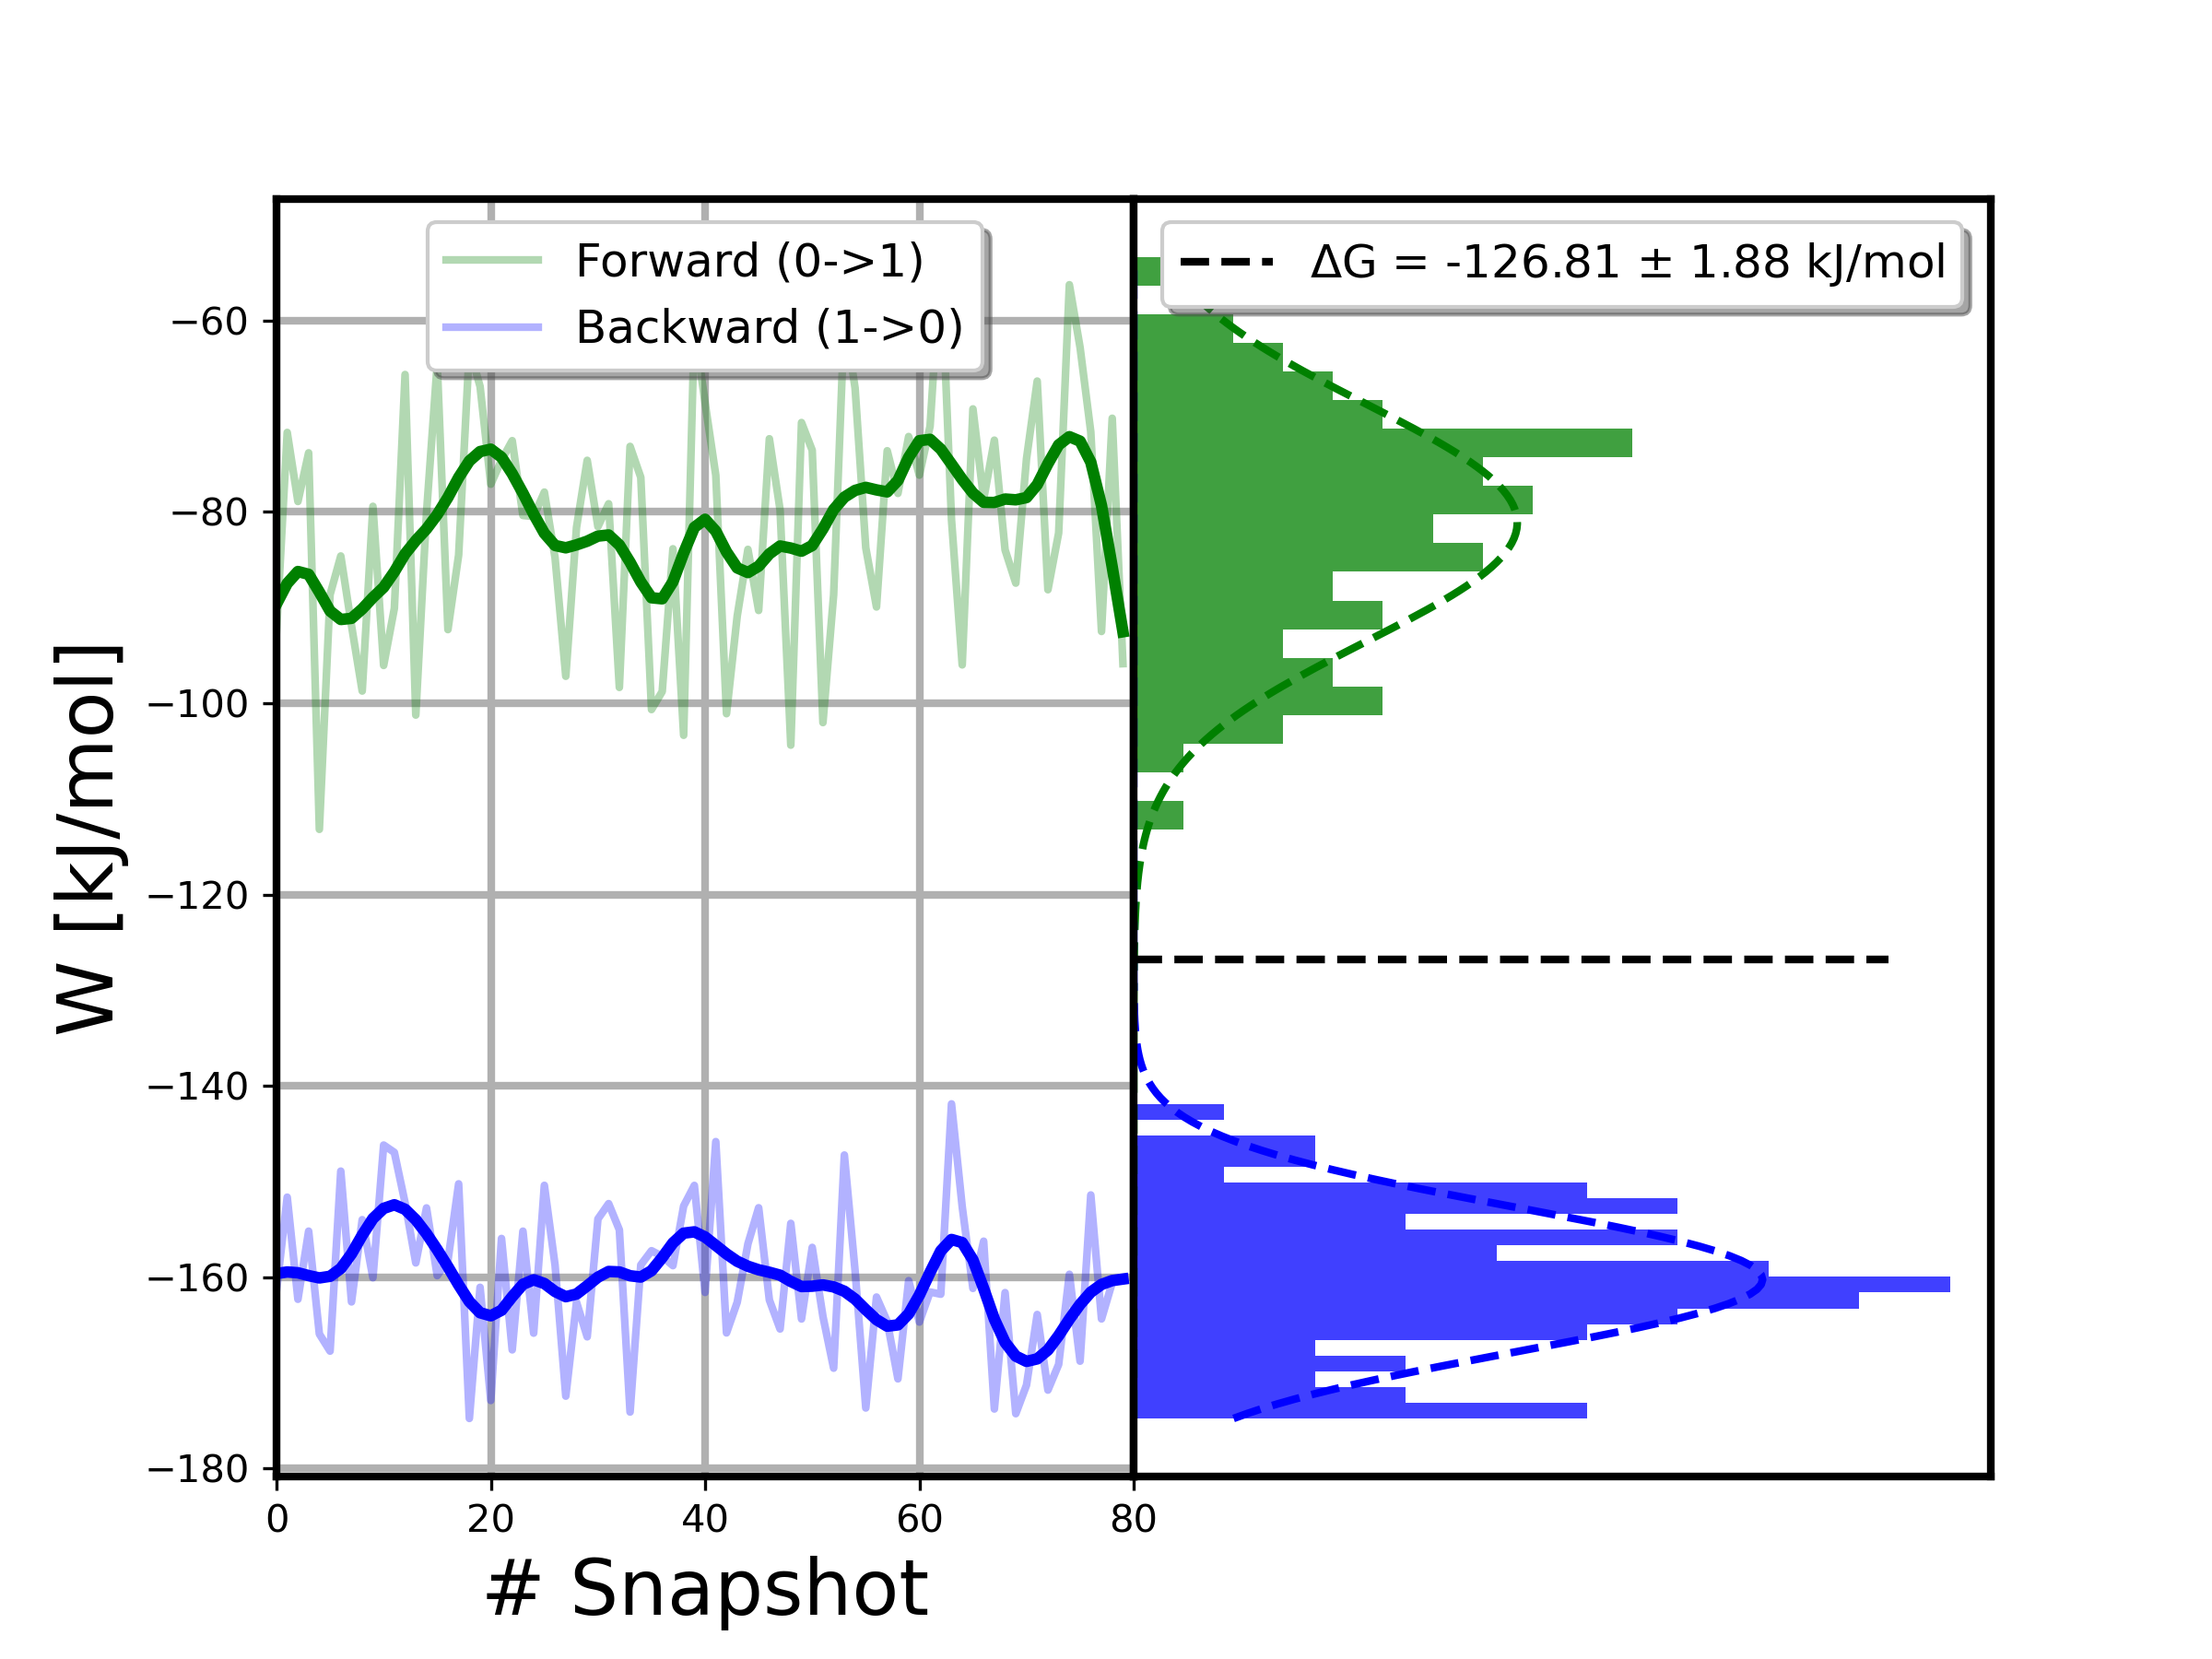 Forward (0->1)
Backward (1->0)
ΔG = -126.81 ± 1.88 kJ/mol
W [kJ/mol]
−60
−80
−100
−120
−140
−160
−180
0 20 40 60 80
# Snapshot